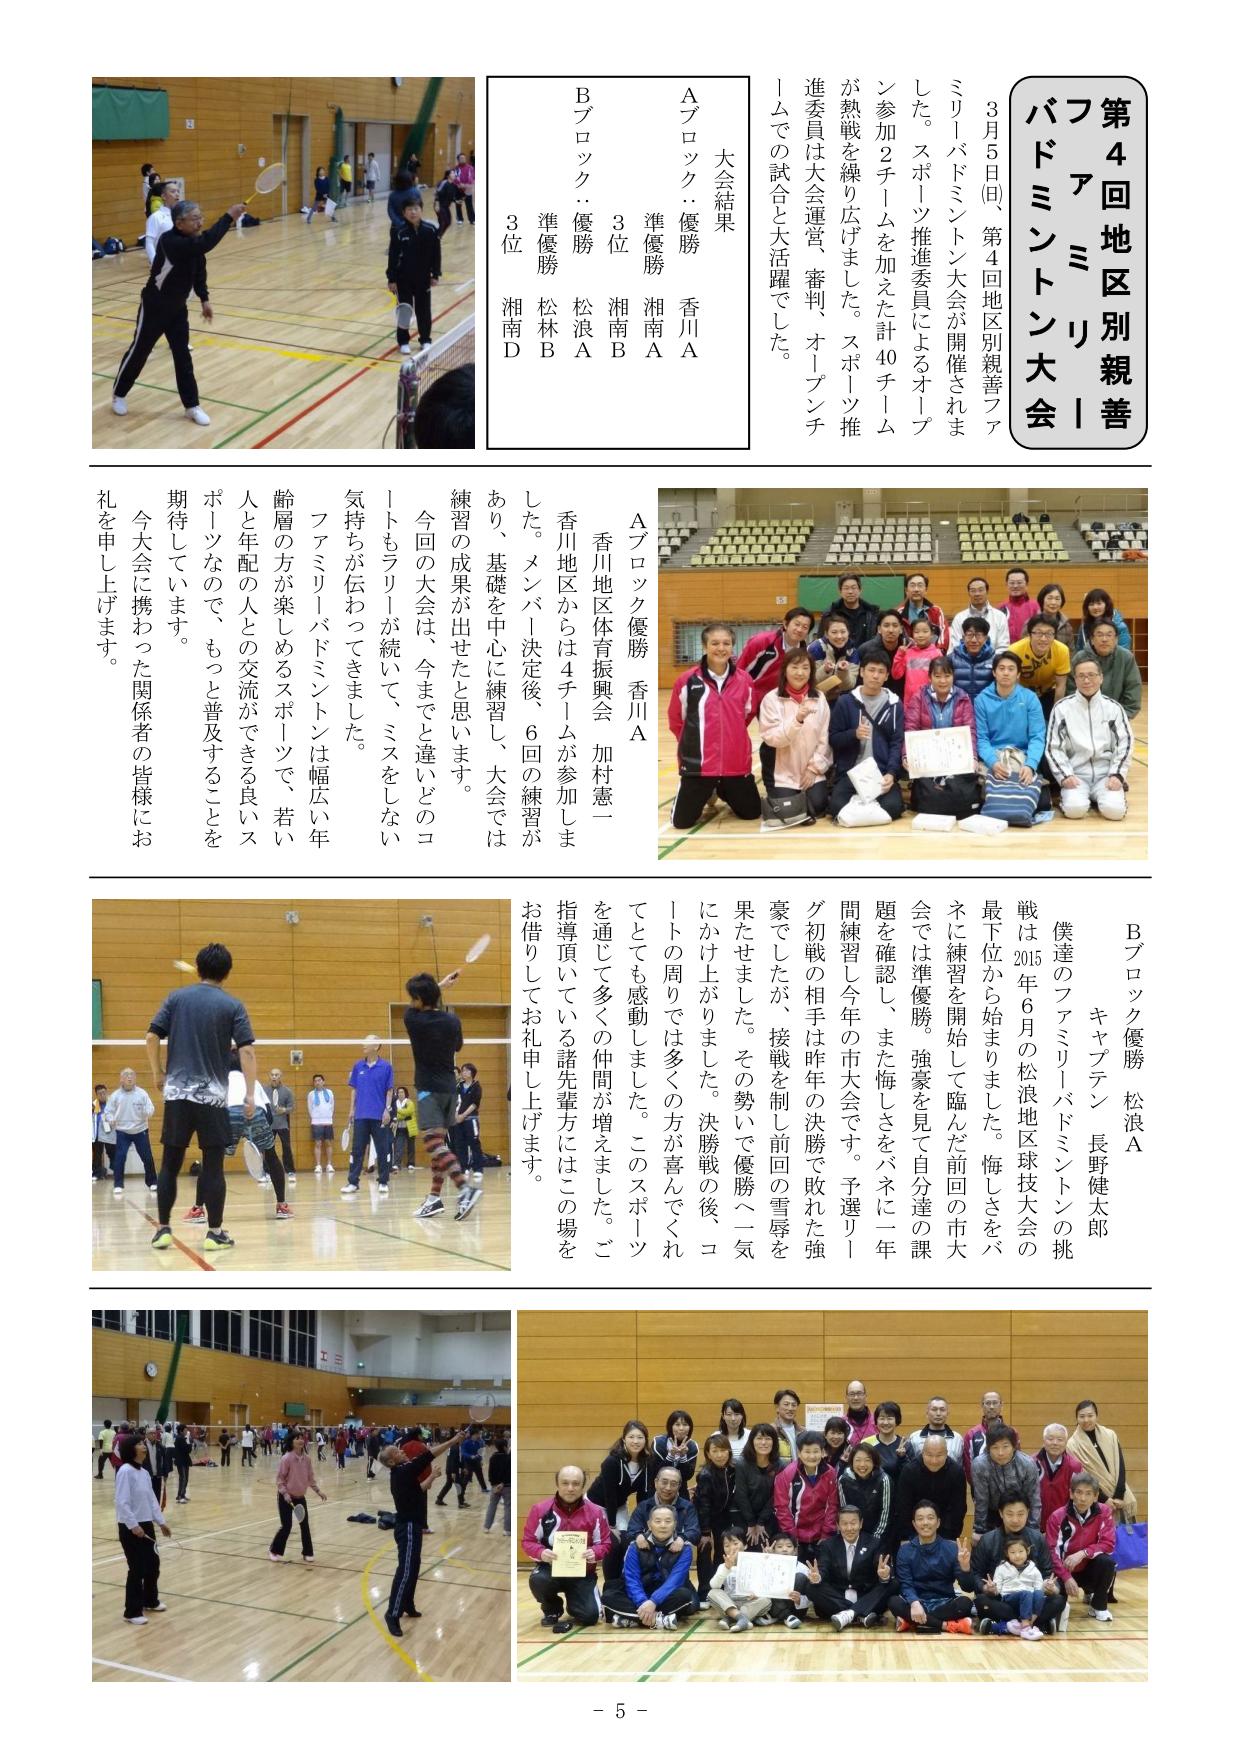 第４回地区別親善
ファミリー
バドミントン大会
３月５日㈰、第４回地区別親善ファ
ミリーバドミントン大会が開催されま
した。スポーツ推進委員によるオープ
ン参加２チームを加えた計40チーム
が熱戦を繰り広げました。スポーツ推
進委員は大会運営、審判、オープンチ
ームでの試合と大活躍でした。
大会結果
Ａブロック：優勝　香川Ａ
準優勝　湘南Ａ
３位　湘南Ｂ
Ｂブロック：優勝　松浪Ａ
準優勝　松林Ｂ
３位　湘南Ｄ
Ａブロック優勝　香川Ａ
香川地区体育振興会　加村憲一
香川地区からは４チームが参加しま
した。メンバー決定後、６回の練習が
あり、基礎を中心に練習し、大会では
練習の成果が出せたと思います。
今回の大会は、今までと違いどのコ
ートもラリーが続いて、ミスをしない
気持ちが伝わってきました。
ファミリーバドミントンは幅広い年
齢層の方が楽しめるスポーツで、若い
人と年配の人との交流ができる良いス
ポーツなので、もっと普及することを
期待しています。
今大会に携わった関係者の皆様にお
礼を申し上げます。
Ｂブロック優勝　松浪Ａ
キャプテン　長野健太郎
僕達のファミリーバドミントンの挑
戦は2015年６月の松浪地区球技大会の
最下位から始まりました。悔しさをバ
ネに練習を開始して臨んだ前回の市大
会では準優勝。強豪を見て自分達の課
題を確認し、また悔しさをバネに一年
間練習し今年の市大会です。予選リー
グ初戦の相手は昨年の決勝で敗れた強
豪でしたが、接戦を制し前回の雪辱を
果たせました。その勢いで優勝へ一気
にかけ上がりました。決勝戦の後、コ
ートの周りでは多くの方が喜んでくれ
てとても感動しました。このスポーツ
を通じて多くの仲間が増えました。ご
指導頂いている諸先輩方にはこの場を
お借りしてお礼申し上げます。
- 5 -